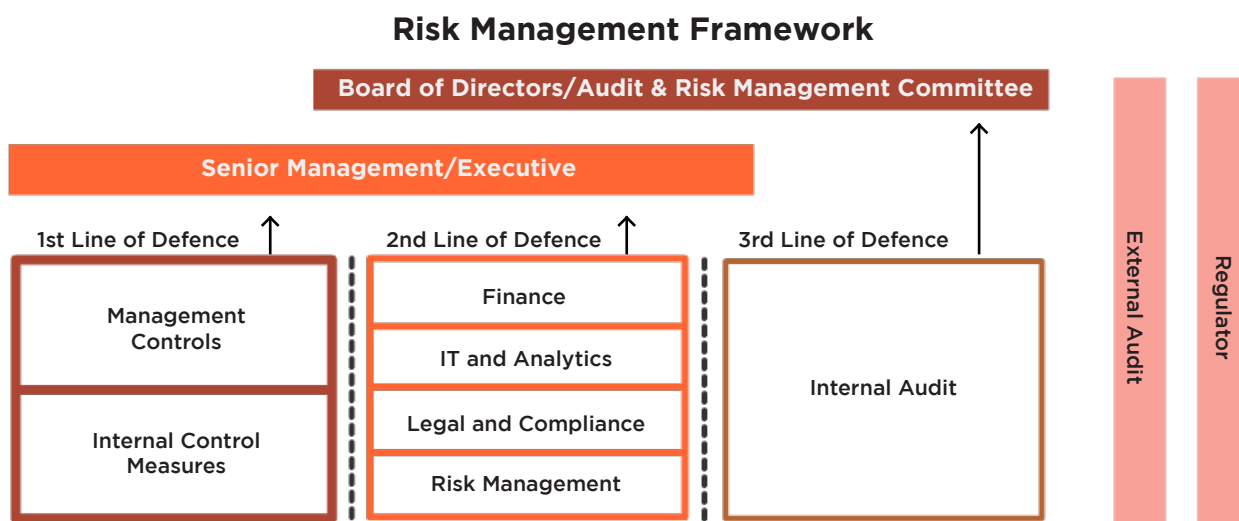 Risk Management Framework
Board of Directors/Audit & Risk Management Committee
Senior Management/Executive
1st Line of Defence
2nd Line of Defence
3rd Line of Defence
Management
Controls
Internal Control
Measures
Finance
IT and Analytics
Legal and Compliance
Risk Management
Internal Audit
External Audit
Regulator